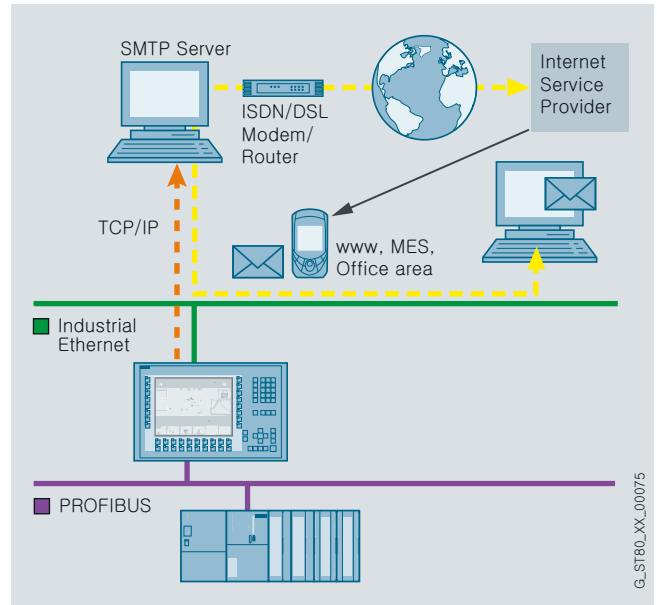 SMTP Server
ISDN/DSL
Modem/
Router
Internet
Service
Provider
TCP/IP
www, MES,
Office area
Industrial
Ethernet
PROFIBUS
G_ST80_XX_00075